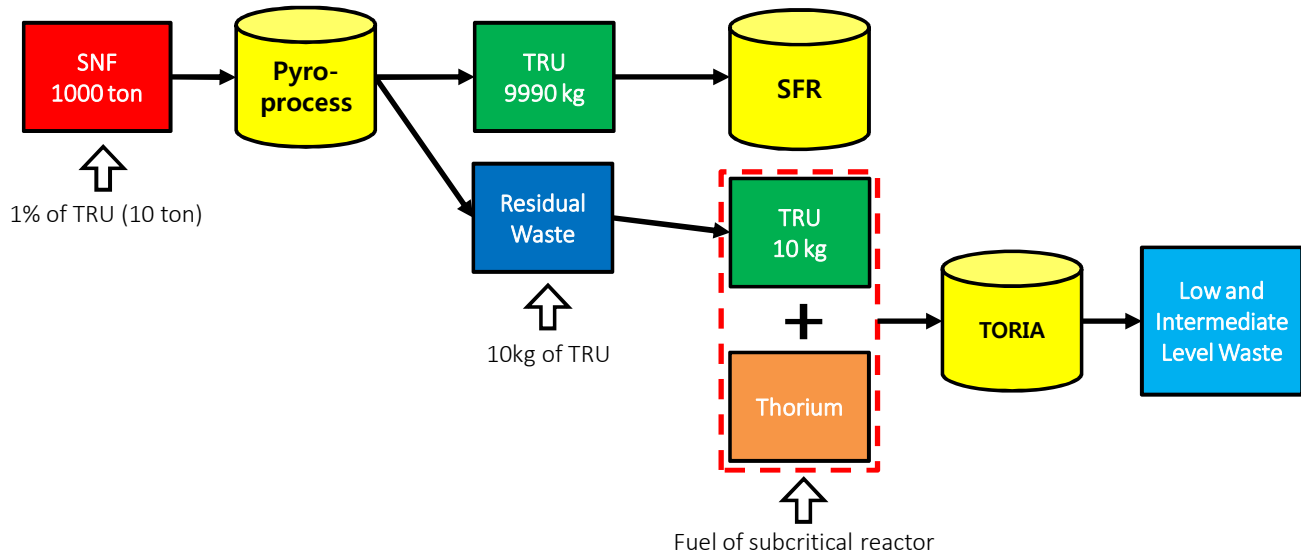 SNF
1000 ton
Pyro-
process
TRU
9990 kg
SFR
1% of TRU (10 ton)
Residual
Waste
10kg of TRU
TRU
10 kg
+
Thorium
Fuel of subcritical reactor
TORIA
Low and
Intermediate
Level Waste